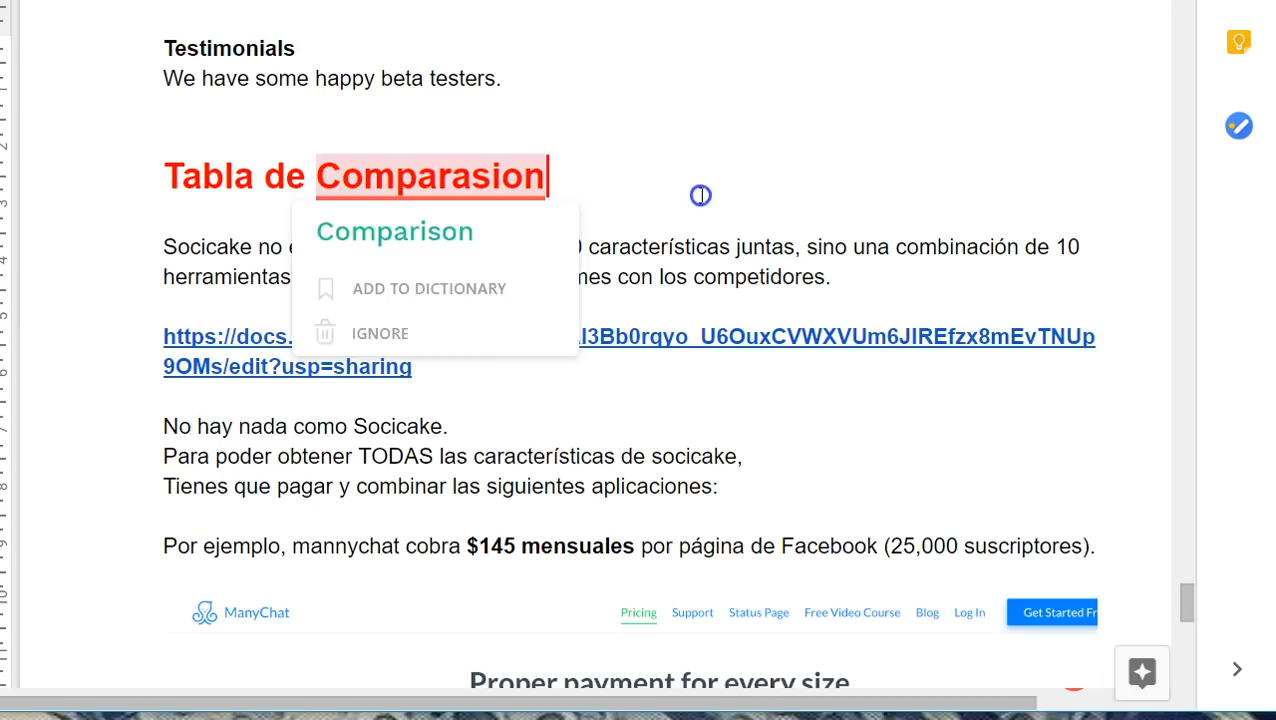 Testimonials
We have some happy beta testers.
Tabla de Comparasion
Comparison
ADD TO DICTIONARY
IGNORE
Socicake no características juntas, sino una combinación de 10
herramientas con los competidores.
https://docs. I3Bb0rqyo_U6OuxCVWXVUm6JIREfzx8mEvTNUp
9OMs/edit?usp=sharing
No hay nada como Socicake.
Para poder obtener TODAS las características de socicake,
Tienes que pagar y combinar las siguientes aplicaciones:
Por ejemplo, mannychat cobra $145 mensuales por página de Facebook (25,000 suscriptores).
ManyChat Pricing Support Status Page Free Video Course Blog Log In Get Started Fr
Proper payment for every size